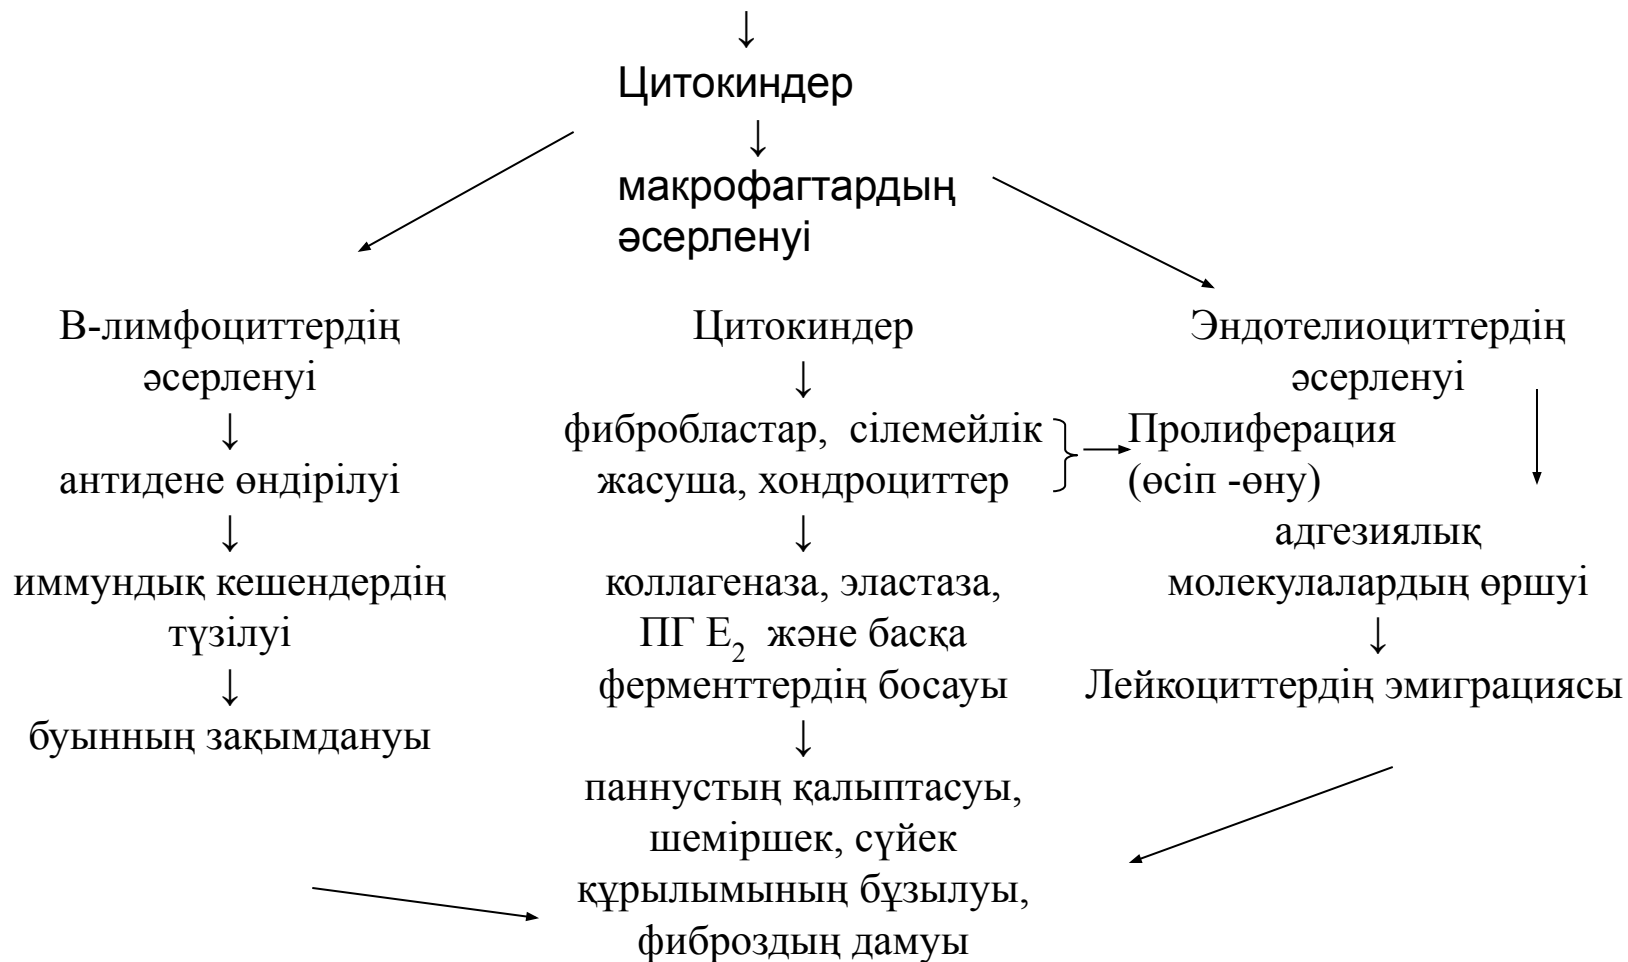 Цитокиндер
макрофагтардың
әсерленуі
В-лимфоциттердің
әсерленуі
антидене өндірілуі
иммундық кешендердің
түзілуі
буынның зақымдануы
Цитокиндер
фибробластар, сілемейлік
жасуша, хондроциттер
коллагеназа, эластаза,
ПГ Е2 және басқа
ферменттердің босауы
паннустың қалыптасуы,
шеміршек, сүйек
құрылымының бұзылуы,
фиброздың дамуы
Эндотелиоциттердің
әсерленуі
Пролиферация
(өсіп -өну)
адгезиялық
молекулалардың өршуі
Лейкоциттердің эмиграциясы